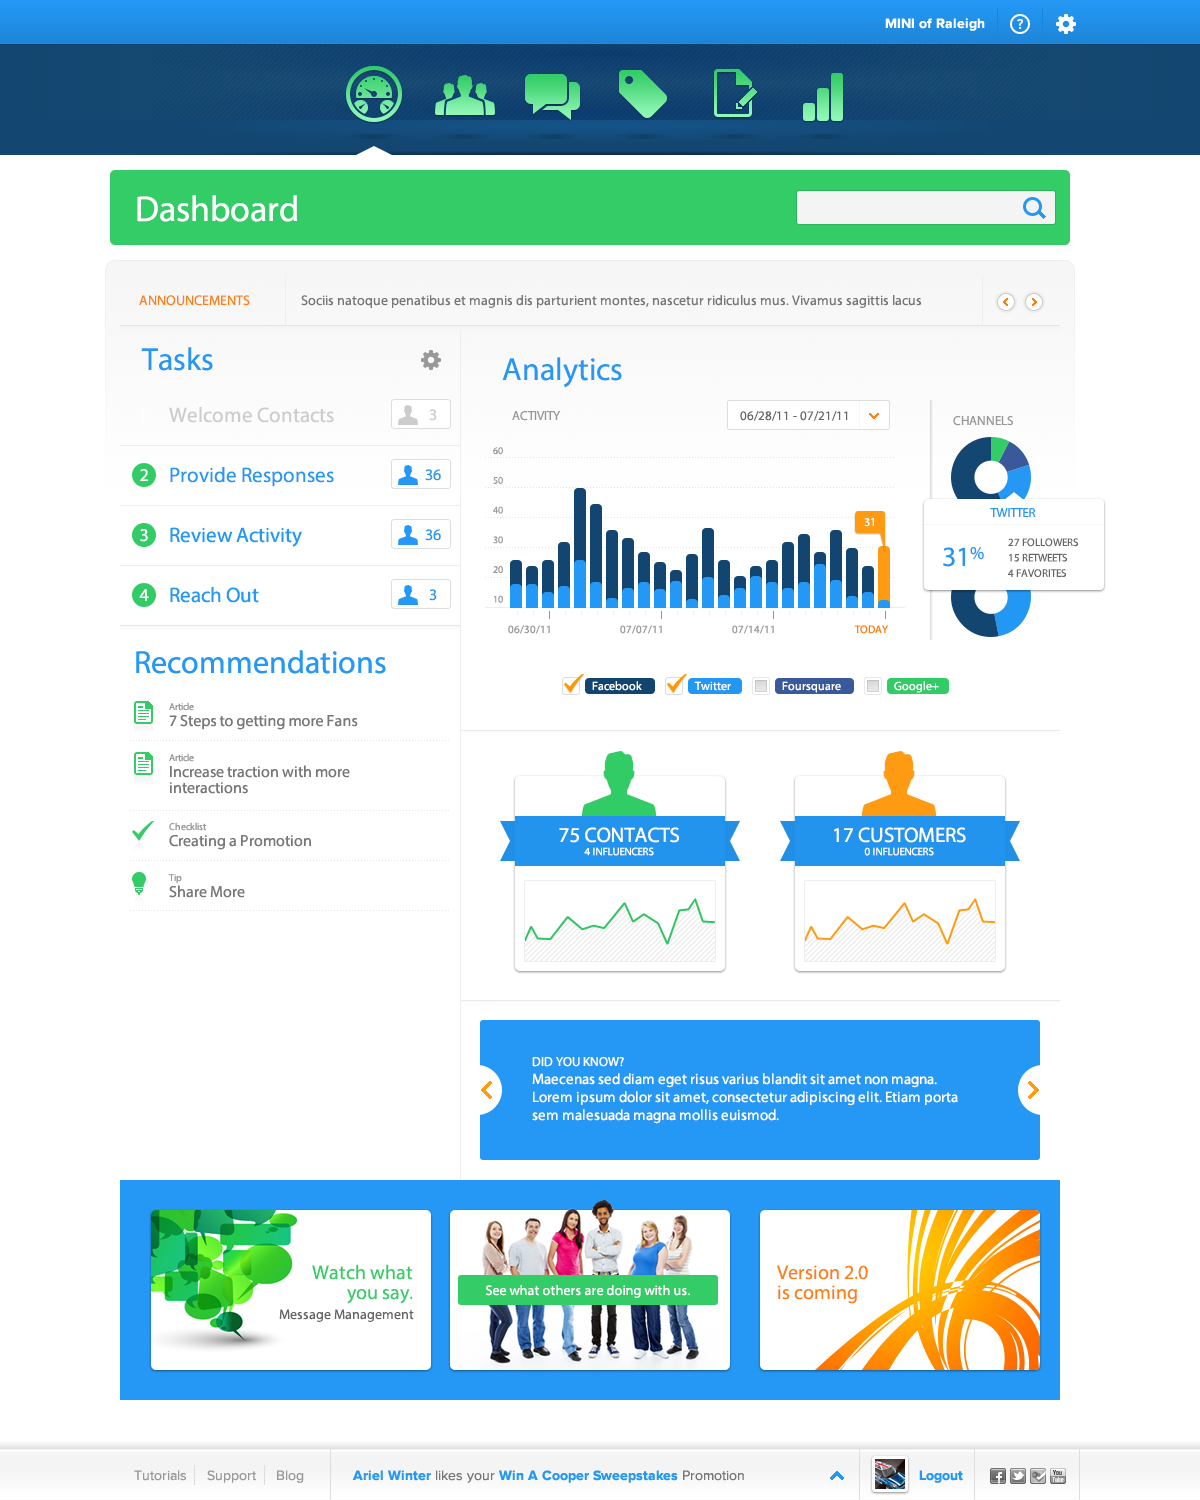 MINI of Raleigh
?
Dashboard
ANNOUNCEMENTS
Sociis natoque penatibus et magnis dis parturient montes, nascetur ridiculus mus. Vivamus sagittis lacus
Tasks
Welcome Contacts
3
2
Provide Responses
36
3
Review Activity
36
4
Reach Out
3
Recommendations
Article
7 Steps to getting more Fans
Article
Increase traction with more
interactions
Checklist
Creating a Promotion
Tip
Share More
Analytics
ACTIVITY
06/28/11 - 07/21/11
60
50
40
30
20
10
31
06/30/11
07/07/11
07/14/11
TODAY
CHANNELS
TWITTER
31%
27 FOLLOWERS
15 RETWEETS
4 FAVORITES
Facebook
Twitter
Foursquare
Google+
75 CONTACTS
4 INFLUENCERS
17 CUSTOMERS
0 INFLUENCERS
DID YOU KNOW?
Maecenas sed diam eget risus varius blandit sit amet non magna.
Lorem ipsum dolor sit amet, consectetur adipiscing elit. Etiam porta
sem malesuada magna mollis euismod.
Watch what
you say.
Message Management
See what others are doing with us.
Version 2.0
is coming
Tutorials
Support
Blog
Ariel Winter likes your Win A Cooper Sweepstakes Promotion
Logout
You
Tube